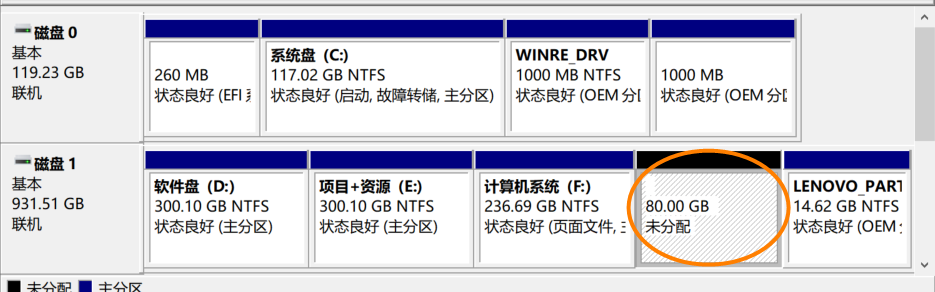 磁盘 0
基本
119.23 GB
联机
260 MB
状态良好 (EFI
系统盘 (C:)
117.02 GB NTFS
状态良好 (启动, 故障转储, 主分区)
WINRE_DRV
1000 MB NTFS
状态良好 (OEM 分
1000 MB
状态良好 (OEM 分
磁盘 1
基本
931.51 GB
联机
软件盘 (D:)
300.10 GB NTFS
状态良好 (主分区)
项目+资源 (E:)
300.10 GB NTFS
状态良好 (主分区)
计算机系统 (F:)
236.69 GB NTFS
状态良好 (页面文件,
80.00 GB
未分配
LENOVO_PART
14.62 GB NTFS
状态良好 (OEM
未分配 主分区